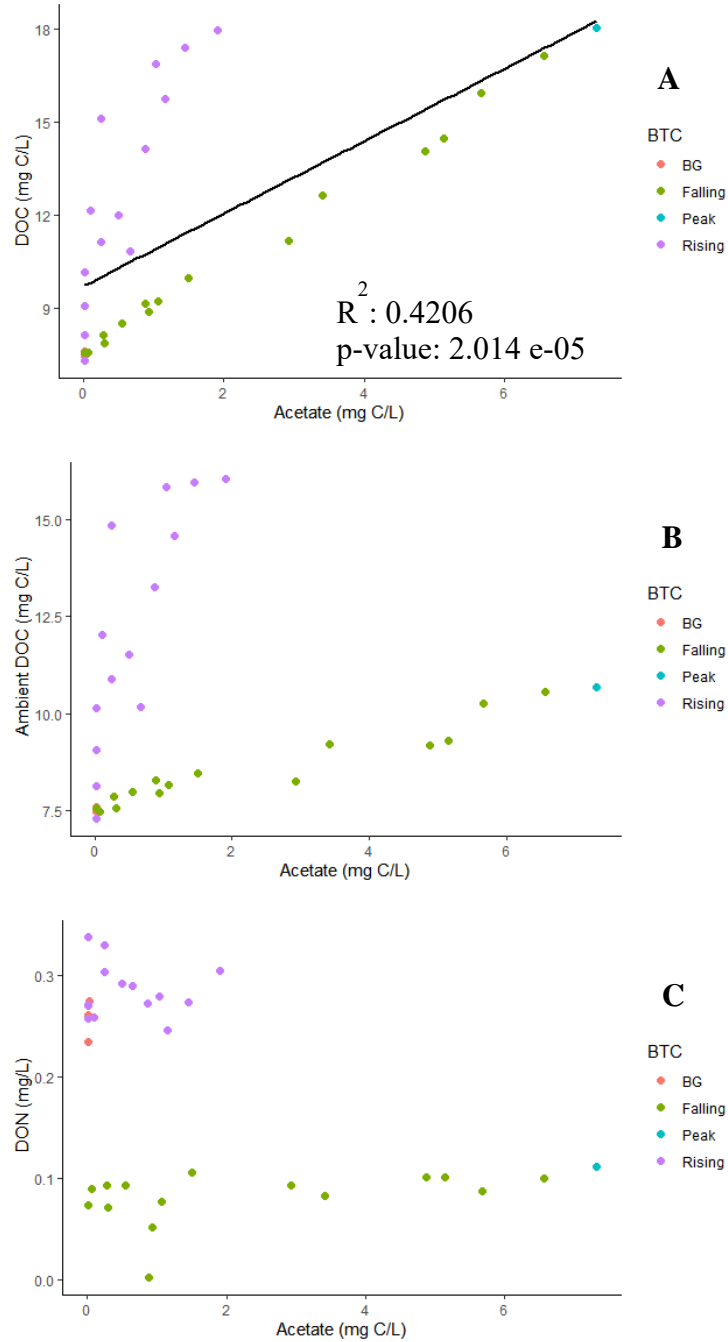 18
15
12
9
DOC (mg C/L)
0
2
4
6
Acetate (mg C/L)
R2: 0.4206
p-value: 2.014 e-05
A
BTC
BG
Falling
Peak
Rising
15.0
12.5
10.0
7.5
Ambient DOC (mg C/L)
0
2
4
6
Acetate (mg C/L)
B
BTC
BG
Falling
Peak
Rising
0.3
0.2
0.1
0.0
DON (mg/L)
0
2
4
6
Acetate (mg C/L)
C
BTC
BG
Falling
Peak
Rising